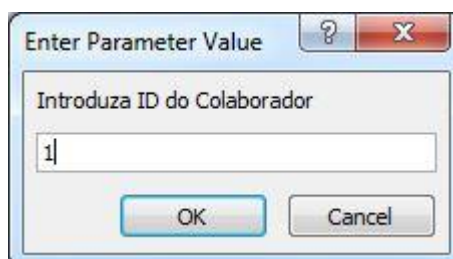 Enter Parameter Value
Introduza ID do Colaborador
1
OK
Cancel